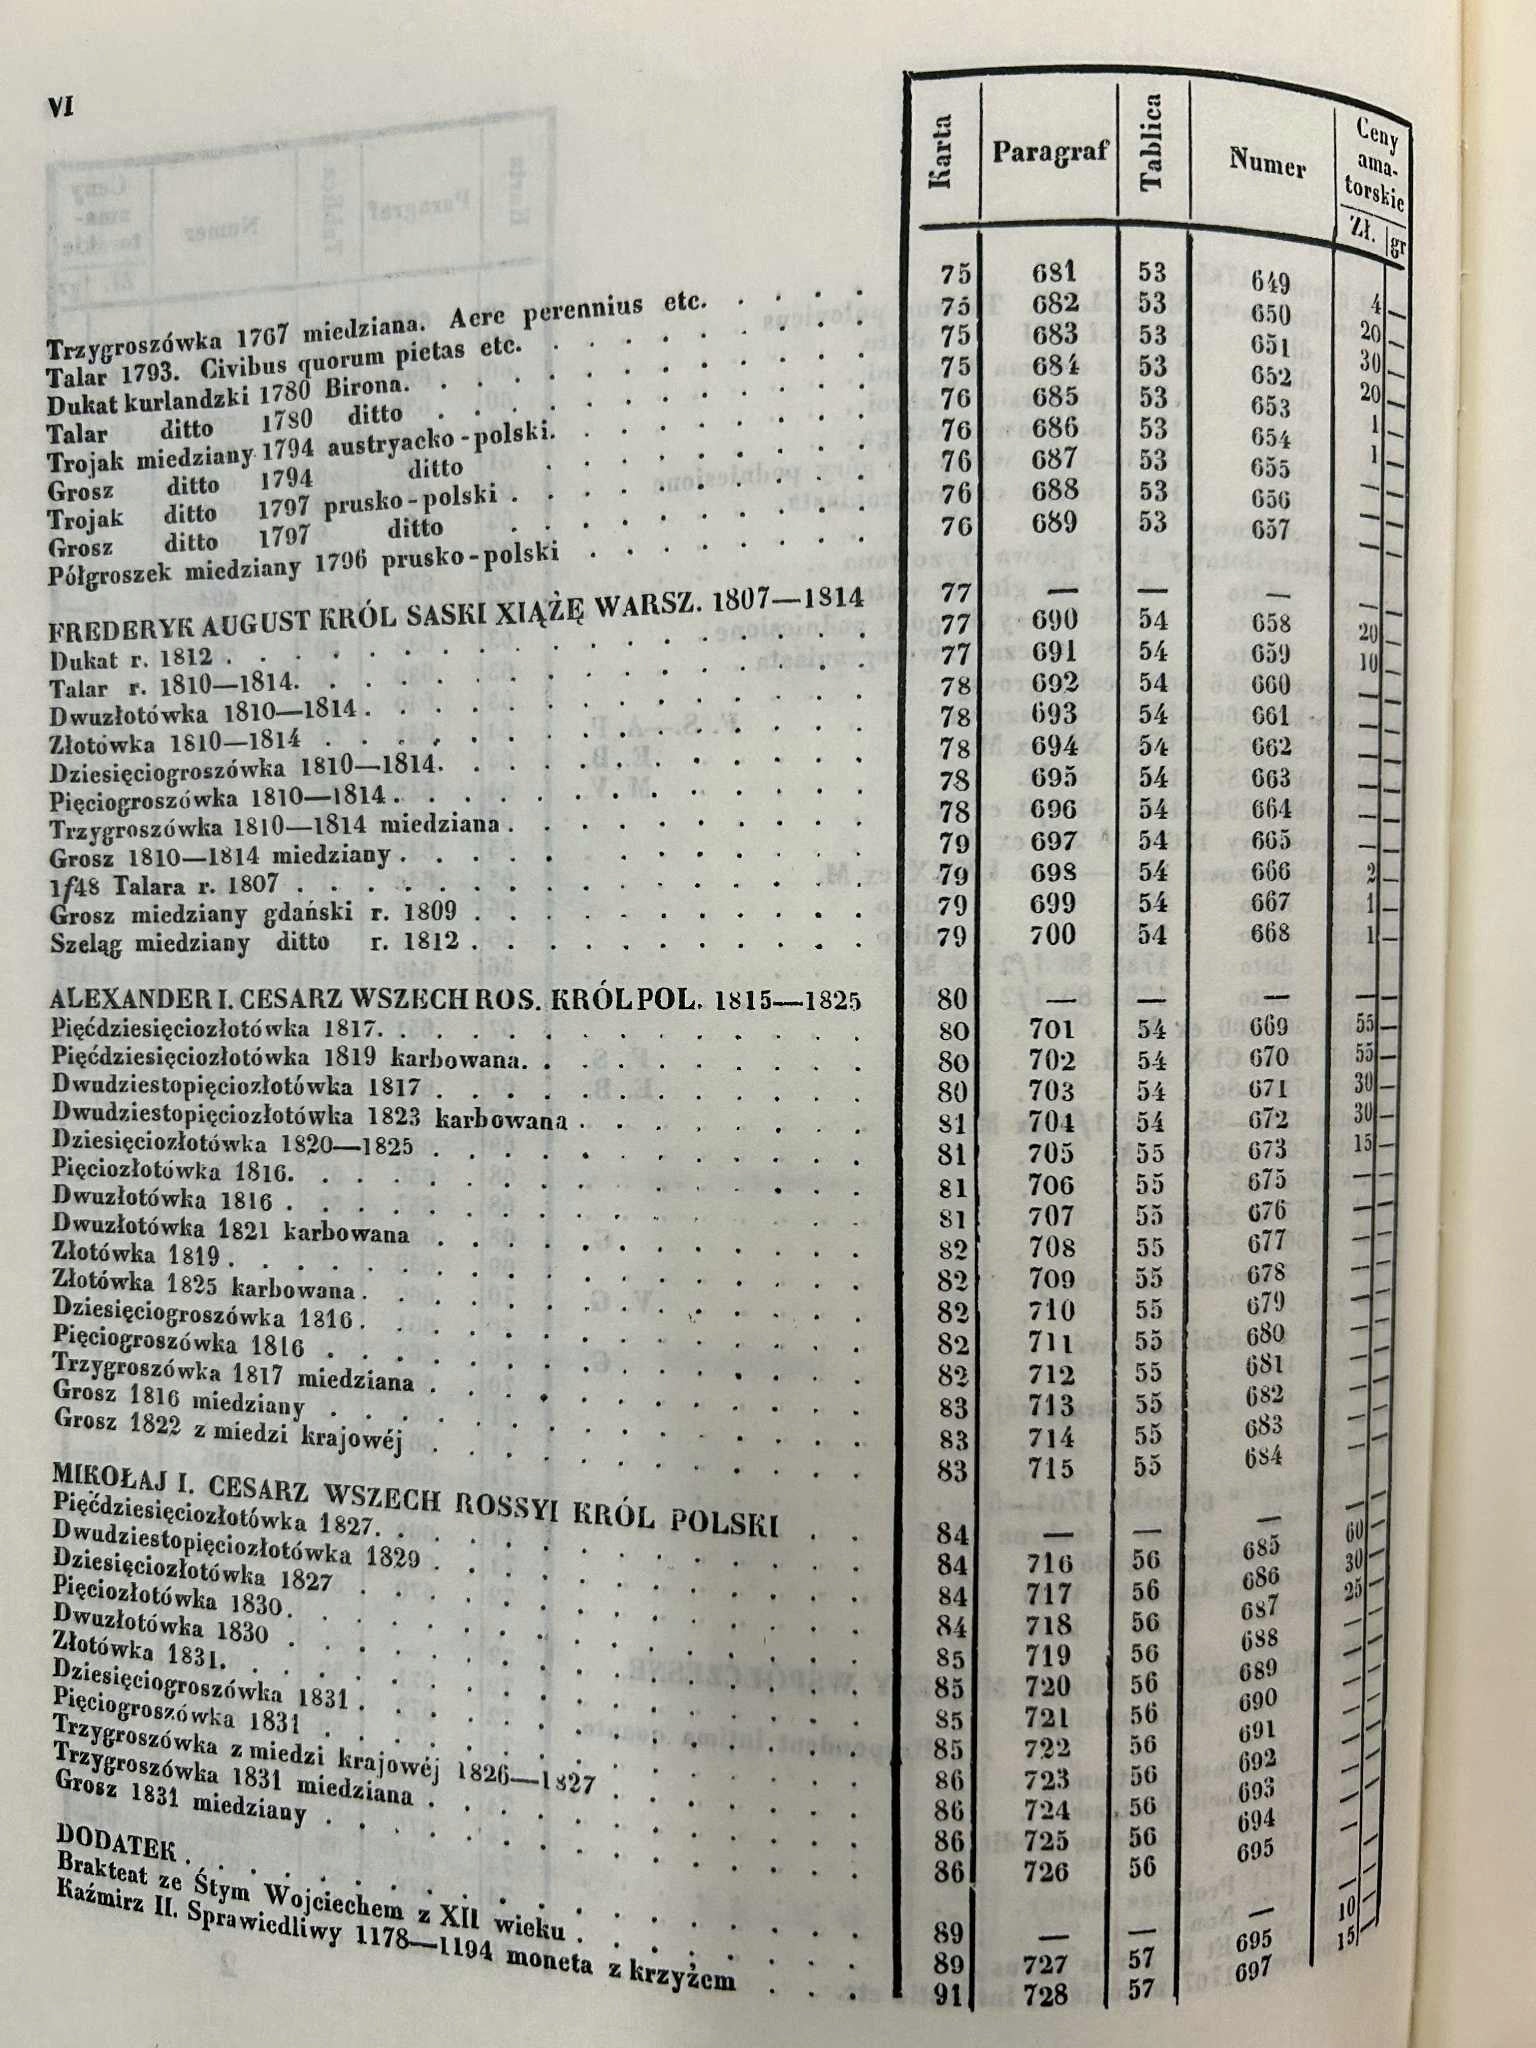 VI
Karta Paragraf Tablica Numer Ceny ama-torskie
Zł. gr
Trzygroszówka 1767 miedziana. Aere perennius etc. 75 681 53 649 4 —
Talar 1793. Civibus quorum pietas etc. 75 682 53 650 20 —
Dukat kurlandzki 1780 Birona. 75 683 53 651 30 —
Talar ditto 1780 ditto 75 684 53 652 20 —
Trojak miedziany 1794 austryacko-polski. 76 685 53 653 1 —
Grosz ditto 1794 ditto 76 686 53 654 1 —
Trojak ditto 1797 prusko-polski 76 687 53 655 — —
Grosz ditto 1797 ditto 76 688 53 656 — —
Półgroszek miedziany 1796 prusko-polski 76 689 53 657 — —
FREDERYK AUGUST KRÓL SASKI XIĄŻĘ WARSZ. 1807—1814 77 — — — — —
Dukat r. 1812 77 690 54 658 20 —
Talar r. 1810—1814. 77 691 54 659 10 —
Dwuzłotówka 1810—1814 78 692 54 660 — —
Złotówka 1810—1814 78 693 54 661 — —
Dziesięciogroszówka 1810—1814. 78 694 54 662 — —
Pięciogroszówka 1810—1814 78 695 54 663 — —
Trzygroszówka 1810—1814 miedziana 78 696 54 664 — —
Grosz 1810—1814 miedziany 79 697 54 665 — —
1/48 Talara r. 1807 79 698 54 666 2 —
Grosz miedziany gdański r. 1809 79 699 54 667 1 —
Szeląg miedziany ditto r. 1812 79 700 54 668 1 —
ALEXANDER I. CESARZ WSZECH ROS. KRÓL POL. 1815—1825 80 — — — — —
Pięćdziesięciozłotówka 1817. 80 701 54 669 55 —
Pięćdziesięciozłotówka 1819 karbowana. 80 702 54 670 55 —
Dwudziestopięciozłotówka 1817 80 703 54 671 30 —
Dwudziestopięciozłotówka 1823 karbowana 81 704 54 672 30 —
Dziesięciozłotówka 1820—1825 81 705 55 673 15 —
Pięciozłotówka 1816. 81 706 55 675 — —
Dwuzłotówka 1816 81 707 55 676 — —
Dwuzłotówka 1821 karbowana 82 708 55 677 — —
Złotówka 1819 82 709 55 678 — —
Złotówka 1825 karbowana 82 710 55 679 — —
Dziesięciogroszówka 1816 82 711 55 680 — —
Pięciogroszówka 1816 82 712 55 681 — —
Trzygroszówka 1817 miedziana 83 713 55 682 — —
Grosz 1816 miedziany 83 714 55 683 — —
Grosz 1822 z miedzi krajowéj 83 715 55 684 — —
MIKOŁAJ I. CESARZ WSZECH ROSSYI KRÓL POLSKI 84 — — — — —
Pięćdziesięciozłotówka 1827. 84 716 56 685 60 —
Dwudziestopięciozłotówka 1829 84 717 56 686 30 —
Dziesięciozłotówka 1827 84 718 56 687 25 —
Pięciozłotówka 1830. 85 719 56 688 — —
Dwuzłotówka 1830 85 720 56 689 — —
Złotówka 1831. 85 721 56 690 — —
Dziesięciogroszówka 1831 85 722 56 691 — —
Pięciogroszówka 1831 86 723 56 692 — —
Trzygroszówka z miedzi krajowéj 1826—1827 86 724 56 693 — —
Trzygroszówka 1831 miedziana 86 725 56 694 — —
Grosz 1831 miedziany 86 726 56 695 — —
DODATEK 89 — — — — —
Brakteat ze Śtym Wojciechem z XII wieku 89 727 57 695 10 —
Kaźmirz II. Sprawiedliwy 1178—1194 moneta z krzyżem 91 728 57 697 15 —